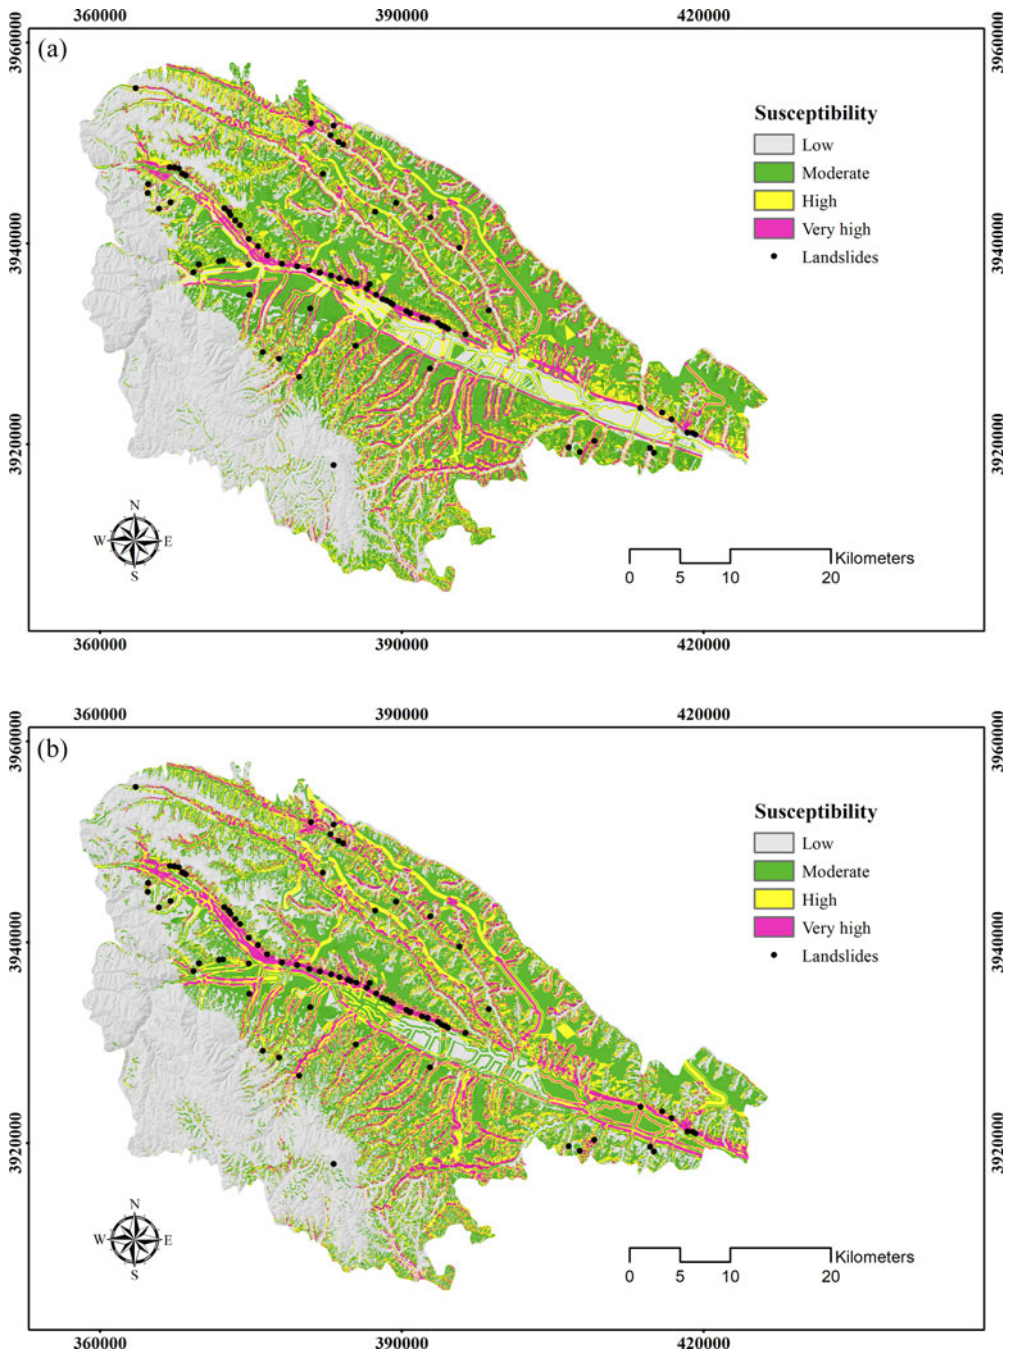 360000 390000 420000
(a)
3960000 3960000
Susceptibility
Low
Moderate
High
Very high
Landslides
3940000 3940000
3920000 3920000
N
W E
S
Kilometers
0 5 10 20
360000 390000 420000
360000 390000 420000
(b)
3960000 3960000
Susceptibility
Low
Moderate
High
Very high
Landslides
3940000 3940000
3920000 3920000
N
W E
S
Kilometers
0 5 10 20
360000 390000 420000